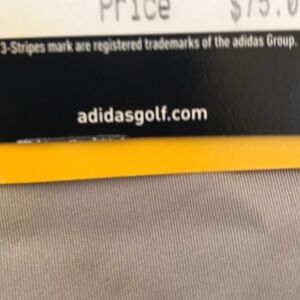 Price $75.0
3-Stripes mark are registered trademarks of the adidas Group.
adidasgolf.com